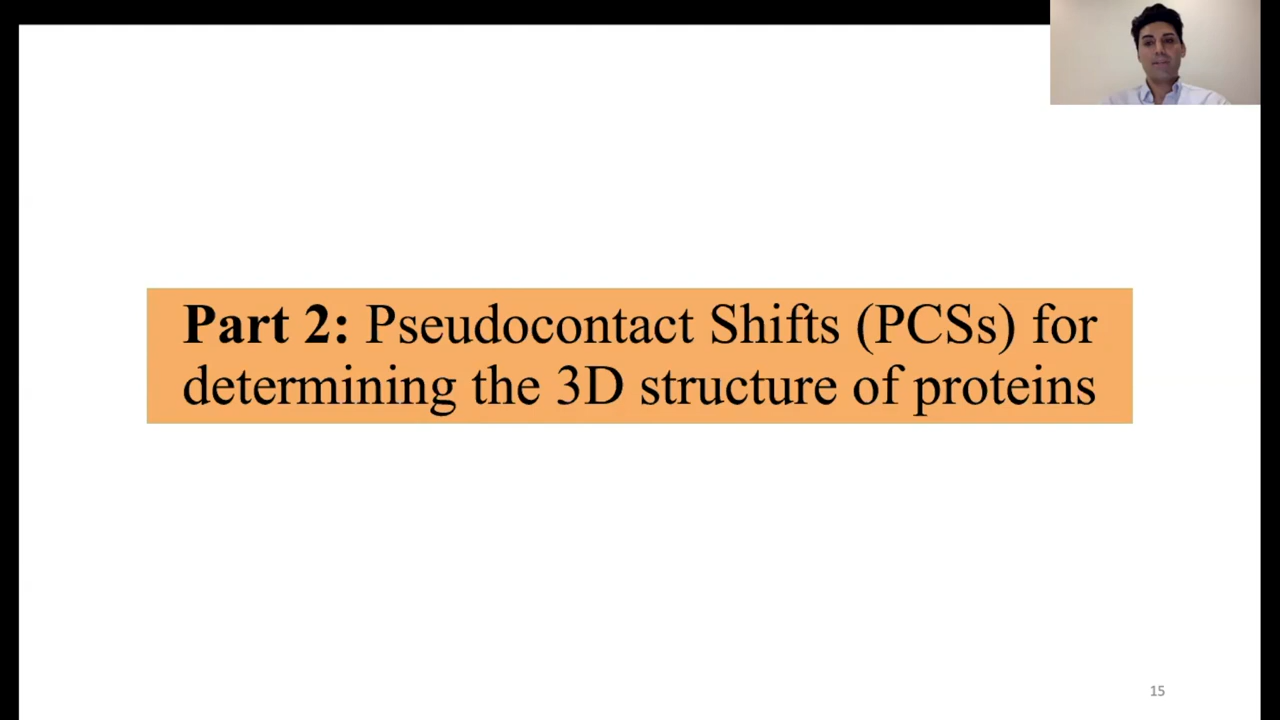 Part 2: Pseudocontact Shifts (PCSs) for
determining the 3D structure of proteins
15